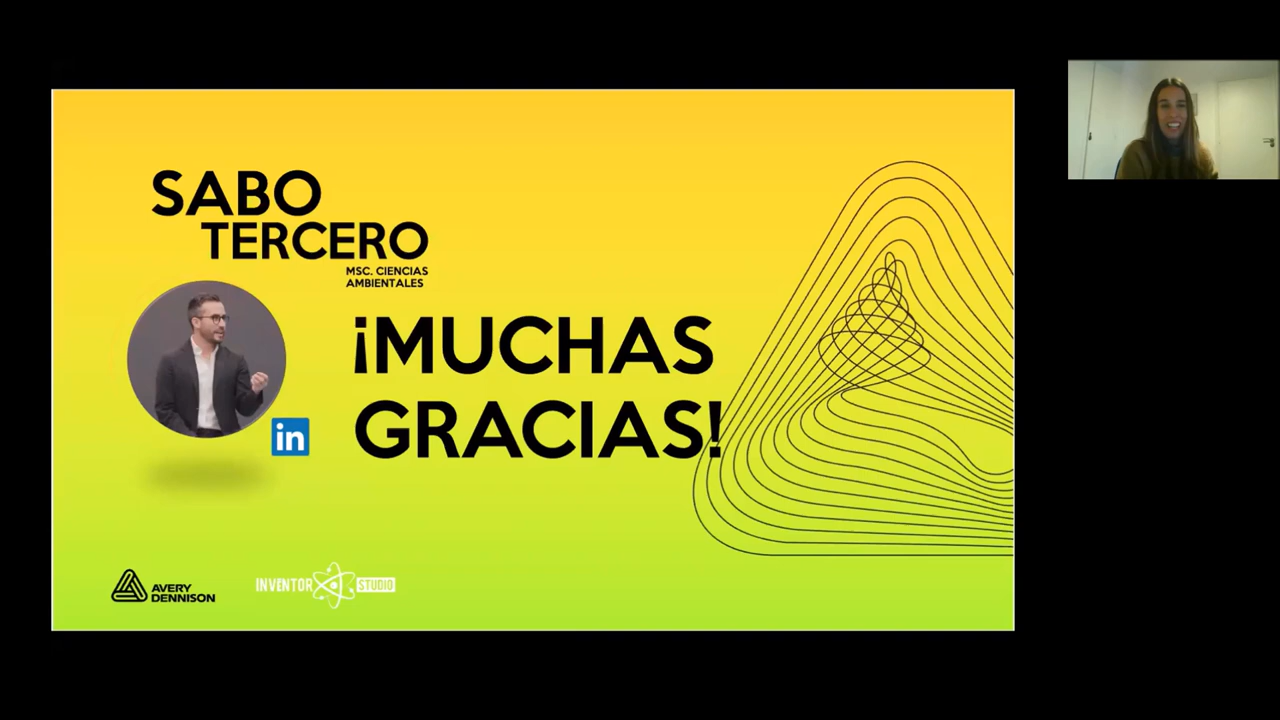 SABO
TERCERO
MSC. CIENCIAS
AMBIENTALES
¡MUCHAS
GRACIAS!
in
AVERY
DENNISON
INVENTOR STUDIO